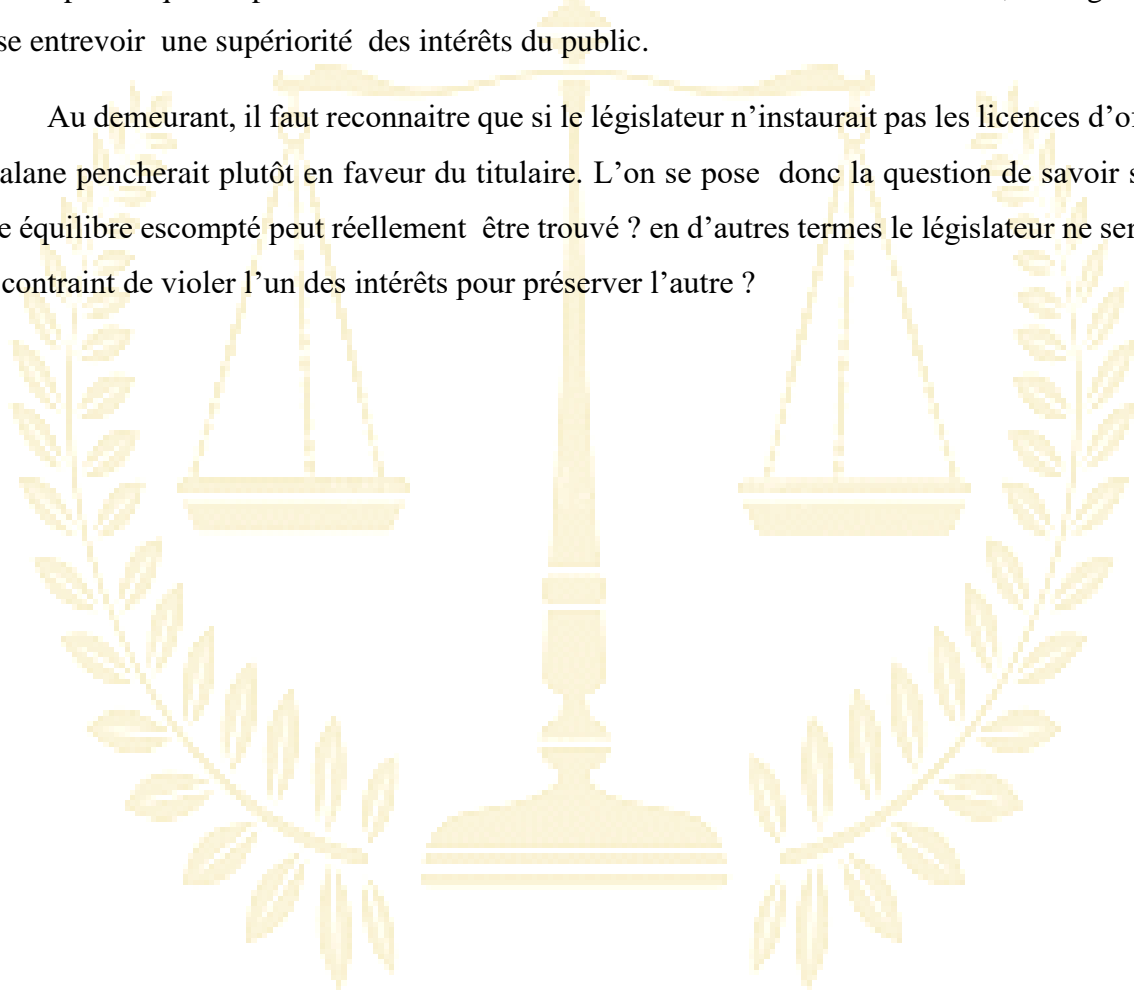 se entrevoir une supériorité des intérêts du public.
Au demeurant, il faut reconnaitre que si le législateur n’instaurait pas les licences
alane pencherait plutôt en faveur du titulaire. L’on se pose donc la question de savoir
e équilibre escompté peut réellement être trouvé ? en d’autres termes le législateur ne
contraint de violer l’un des intérêts pour préserver l’autre ?